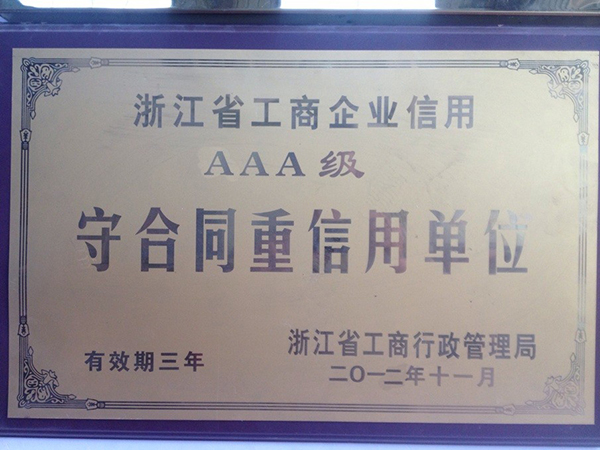 浙江省工商企业信用
AAA级
守合同重信用单位
有效期三年
浙江省工商行政管理局
二O一二年十一月